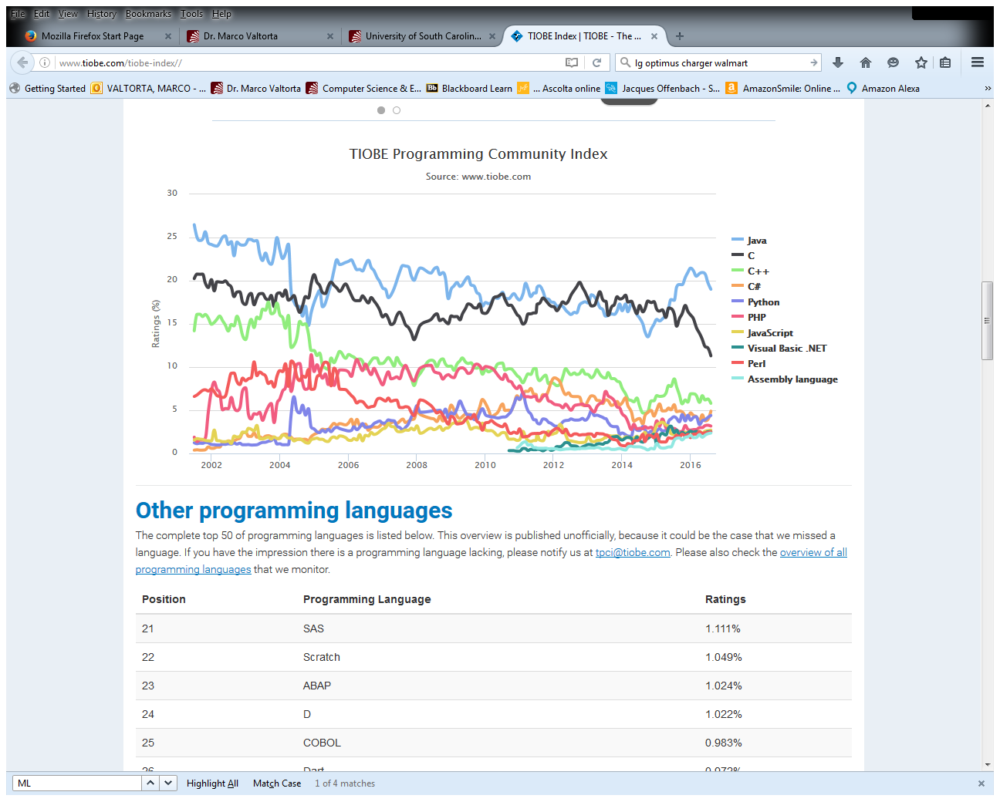 File Edit View History Bookmarks Tools Help
Mozilla Firefox Start Page
Dr. Marco Valtorta
University of South Carolin...
TIOBE Index | TIOBE - The ...
www.tiobe.com/tiobe-index//
lg optimus charger walmart
Getting Started
VALTORTA, MARCO - ...
Dr. Marco Valtorta
Computer Science & E...
Bb Blackboard Learn
... Ascolta online
Jacques Offenbach - S...
a AmazonSmile: Online ...
Amazon Alexa
TIOBE Programming Community Index
Source: www.tiobe.com
Ratings (%)
30
25
20
15
10
5
0
2002 2004 2006 2008 2010 2012 2014 2016
Java
C
C++
C#
Python
PHP
JavaScript
Visual Basic .NET
Perl
Assembly language
Other programming languages
The complete top 50 of programming languages is listed below. This overview is published unofficially, because it could be the case that we missed a
language. If you have the impression there is a programming language lacking, please notify us at tpci@tiobe.com. Please also check the overview of all
programming languages that we monitor.
Position Programming Language Ratings
21 SAS 1.111%
22 Scratch 1.049%
23 ABAP 1.024%
24 D 1.022%
25 COBOL 0.983%
26 Dart 0.972%
ML
Highlight All Match Case 1 of 4 matches